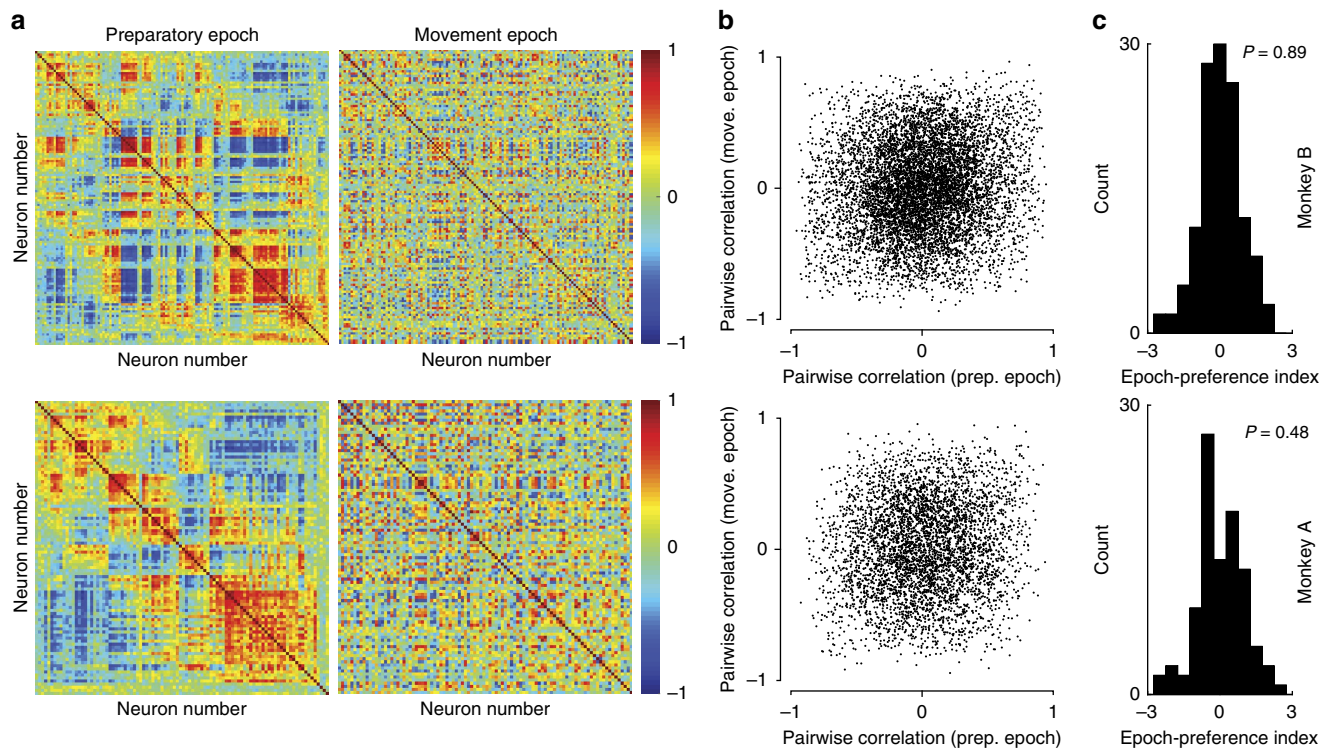 a
b
c
Preparatory epoch
Movement epoch
Neuron number
Neuron number
Neuron number
1
0
–1
Pairwise correlation (move. epoch)
1
0
–1
–1
0
1
Pairwise correlation (prep. epoch)
30
P = 0.89
Count
Monkey B
0
–3
0
3
Epoch-preference index
Neuron number
Neuron number
Neuron number
1
0
–1
Pairwise correlation (move. epoch)
1
0
–1
–1
0
1
Pairwise correlation (prep. epoch)
30
P = 0.48
Count
Monkey A
0
–3
0
3
Epoch-preference index